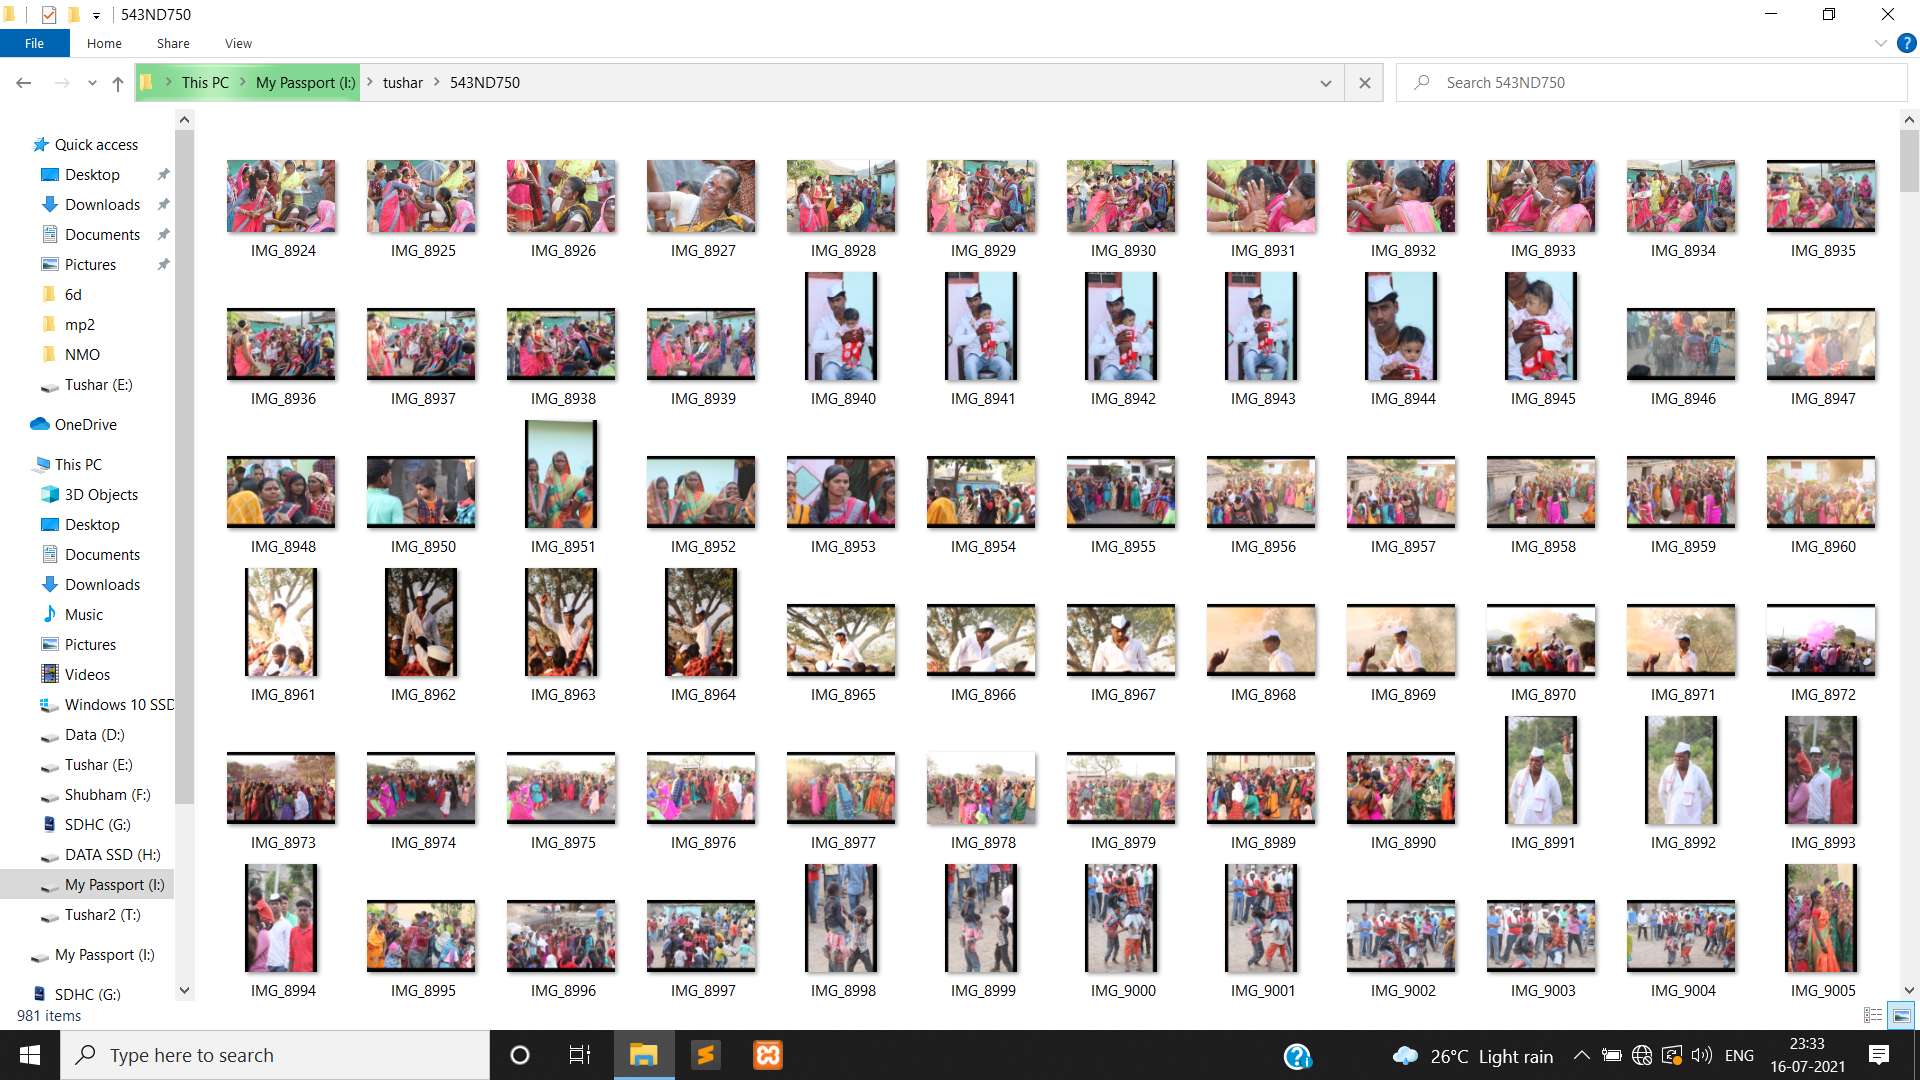 543ND750
File Home Share View
This PC My Passport (I:) tushar 543ND750
Search 543ND750
Quick access
Desktop
Downloads
Documents
Pictures
6d
mp2
NMO
Tushar (E:)
OneDrive
This PC
3D Objects
Desktop
Documents
Downloads
Music
Pictures
Videos
Windows 10 SSD
Data (D:)
Tushar (E:)
Shubham (F:)
SDHC (G:)
DATA SSD (H:)
My Passport (I:)
Tushar2 (T:)
My Passport (I:)
SDHC (G:)
IMG_8924 IMG_8925 IMG_8926 IMG_8927 IMG_8928 IMG_8929 IMG_8930 IMG_8931 IMG_8932 IMG_8933 IMG_8934 IMG_8935
IMG_8936 IMG_8937 IMG_8938 IMG_8939 IMG_8940 IMG_8941 IMG_8942 IMG_8943 IMG_8944 IMG_8945 IMG_8946 IMG_8947
IMG_8948 IMG_8950 IMG_8951 IMG_8952 IMG_8953 IMG_8954 IMG_8955 IMG_8956 IMG_8957 IMG_8958 IMG_8959 IMG_8960
IMG_8961 IMG_8962 IMG_8963 IMG_8964 IMG_8965 IMG_8966 IMG_8967 IMG_8968 IMG_8969 IMG_8970 IMG_8971 IMG_8972
IMG_8973 IMG_8974 IMG_8975 IMG_8976 IMG_8977 IMG_8978 IMG_8979 IMG_8989 IMG_8990 IMG_8991 IMG_8992 IMG_8993
IMG_8994 IMG_8995 IMG_8996 IMG_8997 IMG_8998 IMG_8999 IMG_9000 IMG_9001 IMG_9002 IMG_9003 IMG_9004 IMG_9005
981 items
Type here to search
26°C Light rain
ENG
23:33
16-07-2021